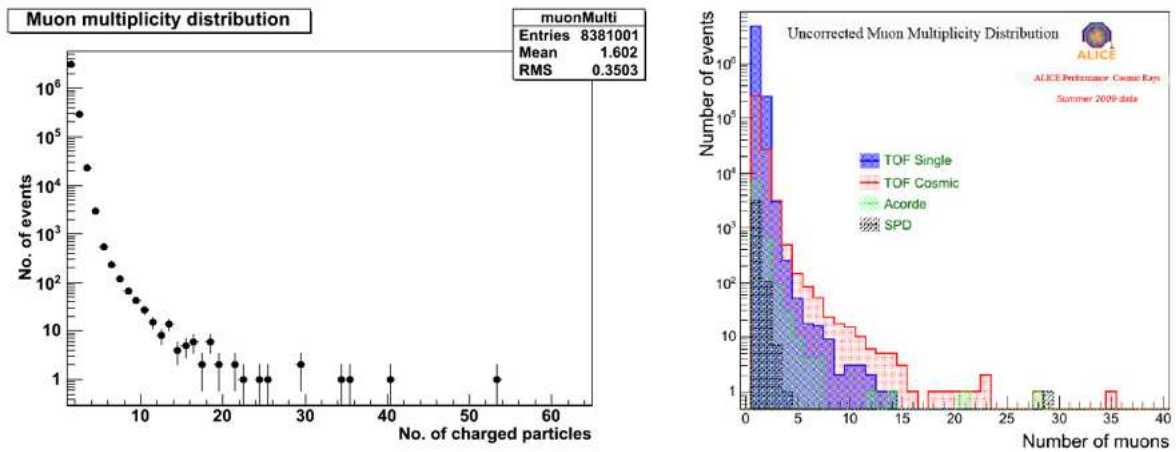 Muon multiplicity distribution
muonMulti
Entries 8381001
Mean 1.602
RMS 0.3503
No. of events
10⁶
10⁵
10⁴
10³
10²
10
1
10 20 30 40 50 60
No. of charged particles
Uncorrected Muon Multiplicity Distribution
ALICE
ALICE Performance Cosmic Rays
Summer 2009 data
Number of events
10⁶
10⁵
10⁴
10³
10²
10
1
TOF Single
TOF Cosmic
Acorde
SPD
0 5 10 15 20 25 30 35 40
Number of muons